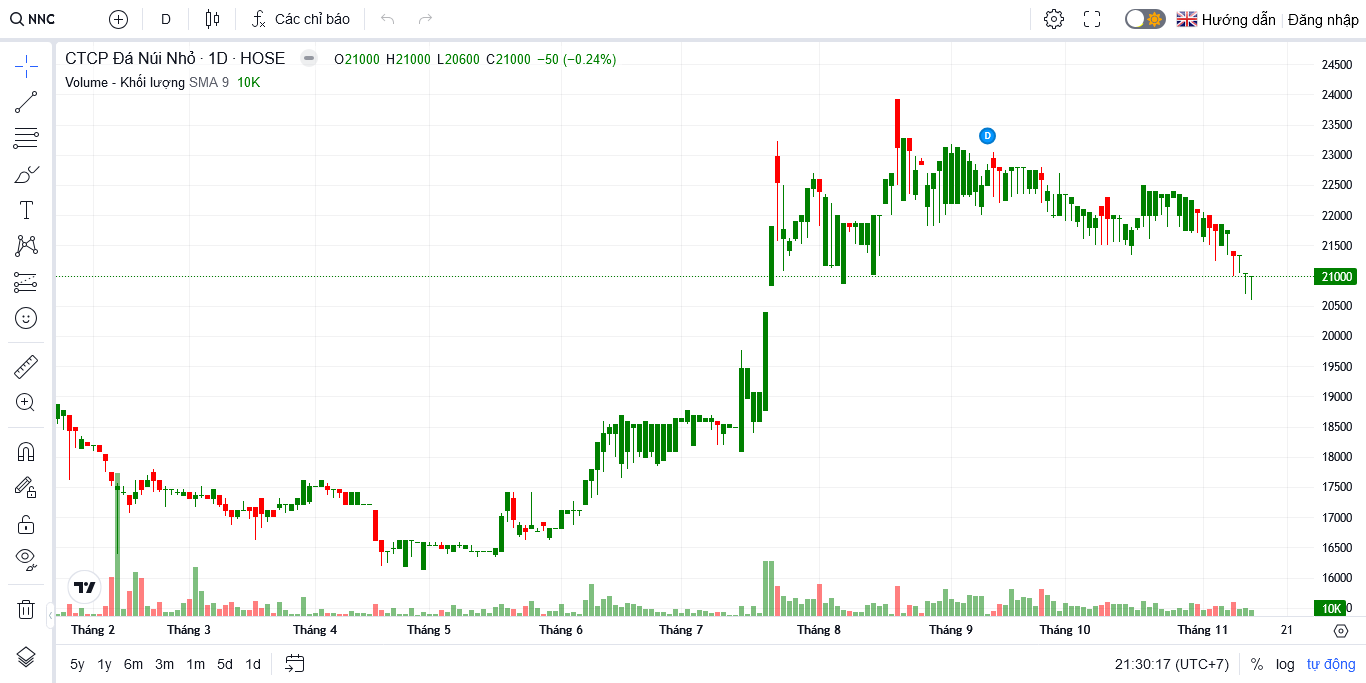 NNC D Các chỉ báo Hướng dẫn Đăng nhập
CTCP Đá Núi Nhỏ · 1D · HOSE O21000 H21000 L20600 C21000 −50 (−0.24%)
Volume - Khối lượng SMA 9 10K
D
24500
24000
23500
23000
22500
22000
21500
21000
20500
20000
19500
19000
18500
18000
17500
17000
16500
16000
10K
Tháng 2 Tháng 3 Tháng 4 Tháng 5 Tháng 6 Tháng 7 Tháng 8 Tháng 9 Tháng 10 Tháng 11 21
5y 1y 6m 3m 1m 5d 1d 21:30:17 (UTC+7) % log tự động